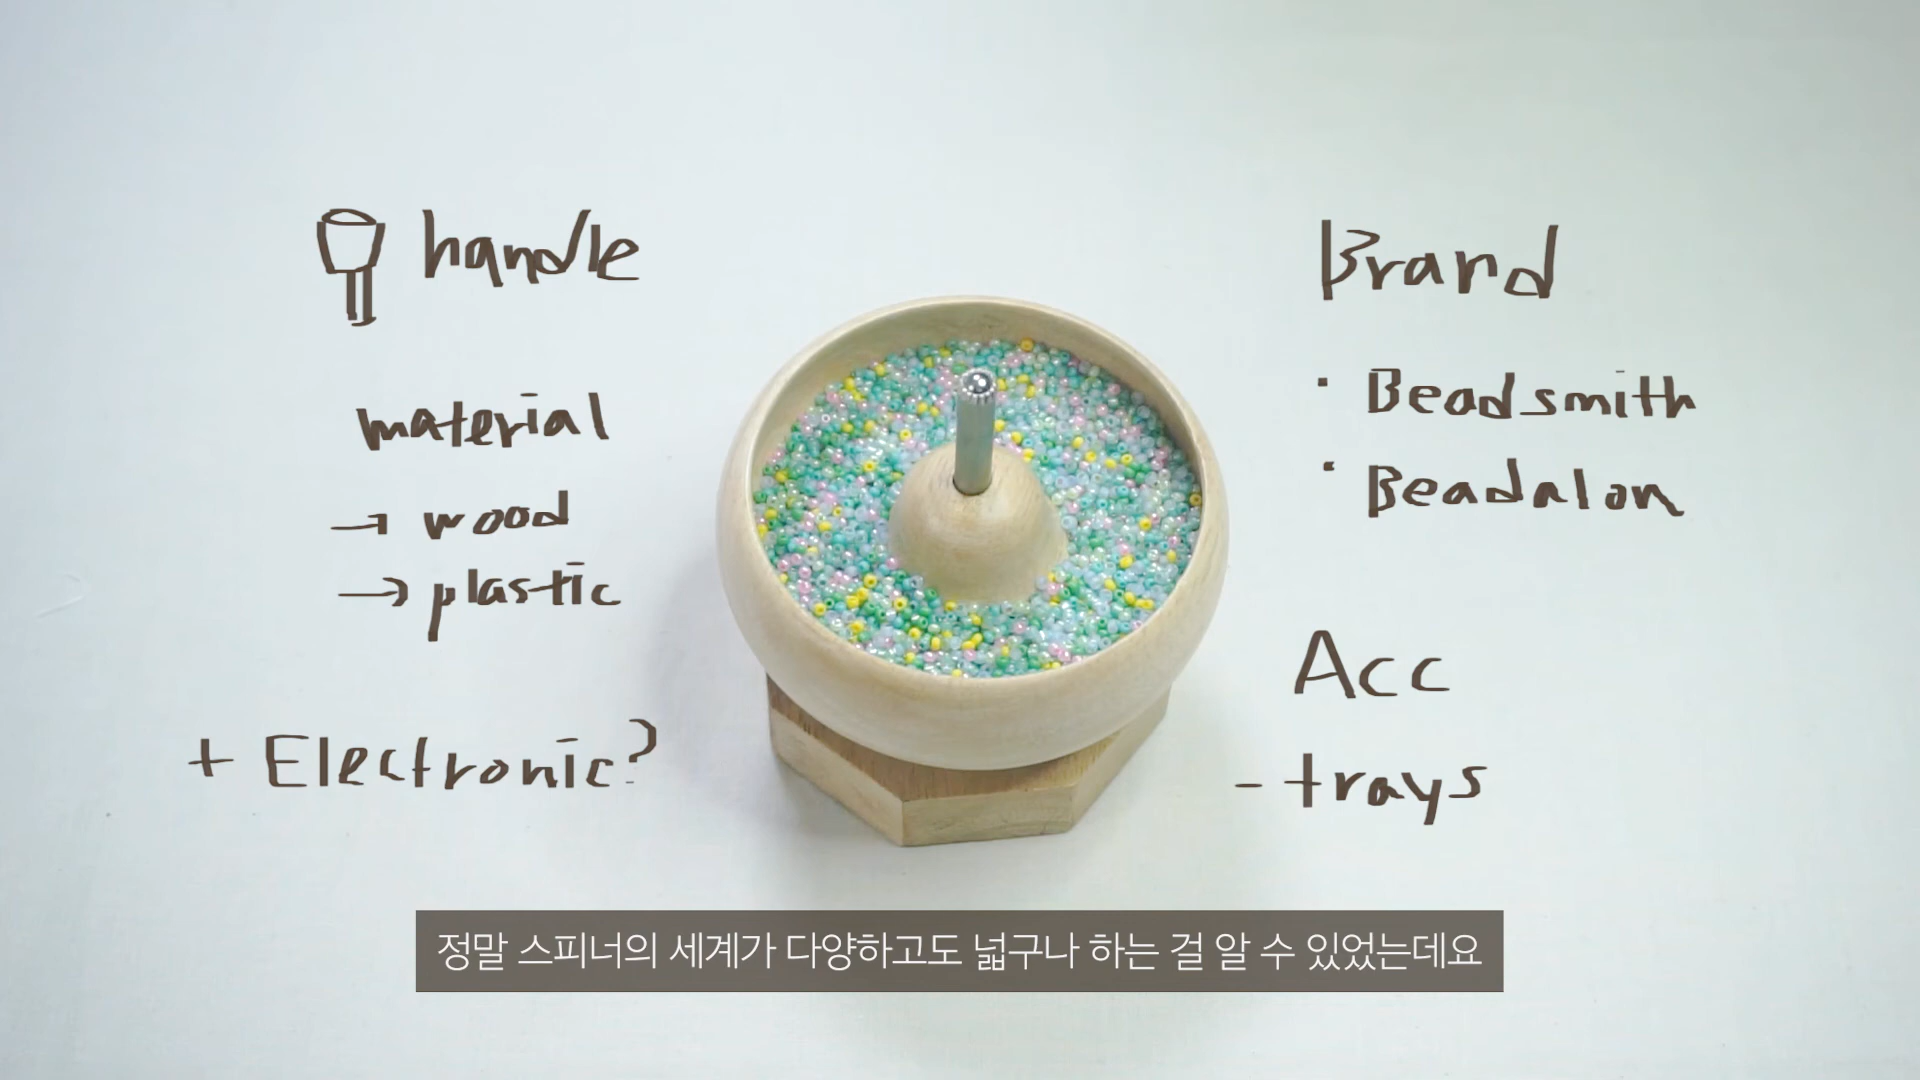 handle
material
→ wood
→ plastic
+ Electronic?
Brand
· Beadsmith
· Beadalon
Acc
- trays
정말 스피너의 세계가 다양하고도 넓구나 하는 걸 알 수 있었는데요